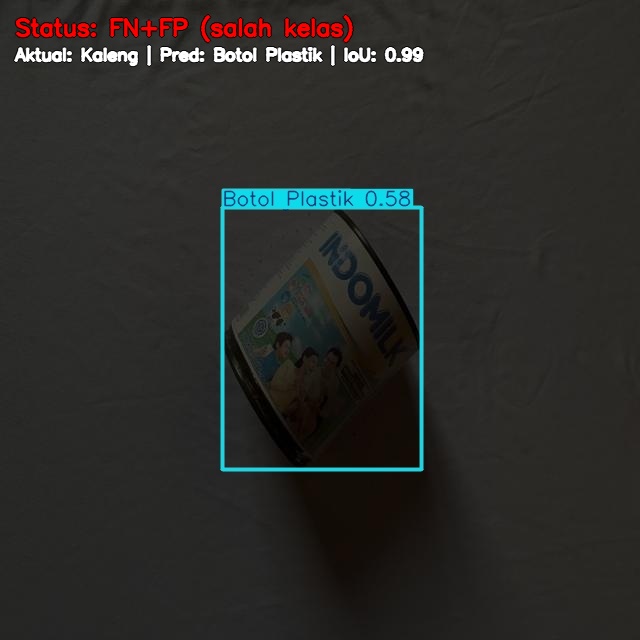 Status: FN+FP (salah kelas)
Aktual: Kaleng | Pred: Botol Plastik | IoU: 0.99
Botol Plastik 0.58
INDOMILK